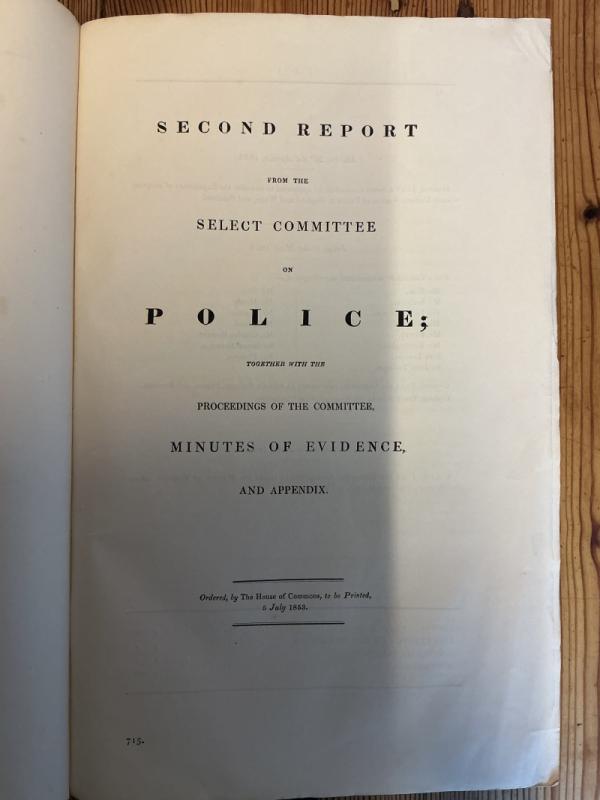 SECOND REPORT
FROM THE
SELECT COMMITTEE
ON
POLICE;
TOGETHER WITH THE
PROCEEDINGS OF THE COMMITTEE,
MINUTES OF EVIDENCE,
AND APPENDIX.
Ordered, by The House of Commons, to be Printed,
5 July 1853.
715.